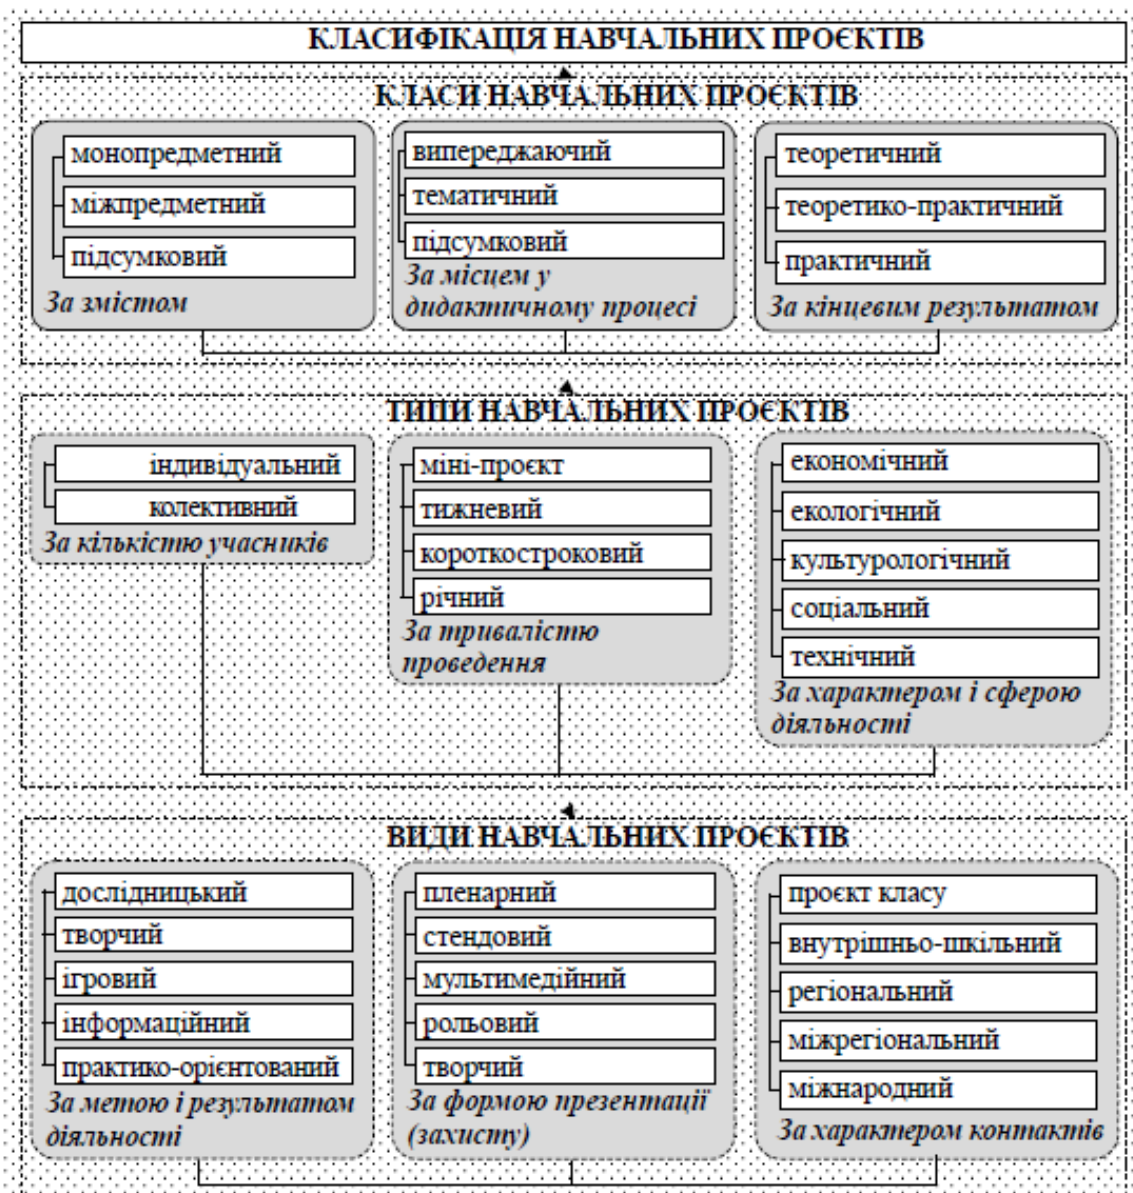 КЛАСИФІКАЦІЯ НАВЧАЛЬНИХ ПРОЄКТІВ
КЛАСИ НАВЧАЛЬНИХ ПРОЄКТІВ
монопредметний
міжпредметний
підсумковий
За змістом
випереджаючий
тематичний
підсумковий
За місцем у
дидактичному процесі
теоретичний
теоретико-практичний
практичний
За кінцевим результатом
ТИПИ НАВЧАЛЬНИХ ПРОЄКТІВ
індивідуальний
колективний
За кількістю учасників
міні-проєкт
тижневий
короткостроковий
річний
За тривалістю
проведення
економічний
екологічний
культурологічний
соціальний
технічний
За характером і сферою
діяльності
ВИДИ НАВЧАЛЬНИХ ПРОЄКТІВ
дослідницький
творчий
ігровий
інформаційний
практико-орієнтований
За метою і результатом
діяльності
пленарний
стендовий
мультимедійний
рольовий
творчий
За формою презентації
(захисту)
проєкт класу
внутрішньо-шкільний
регіональний
міжрегіональний
міжнародний
За характером контактів